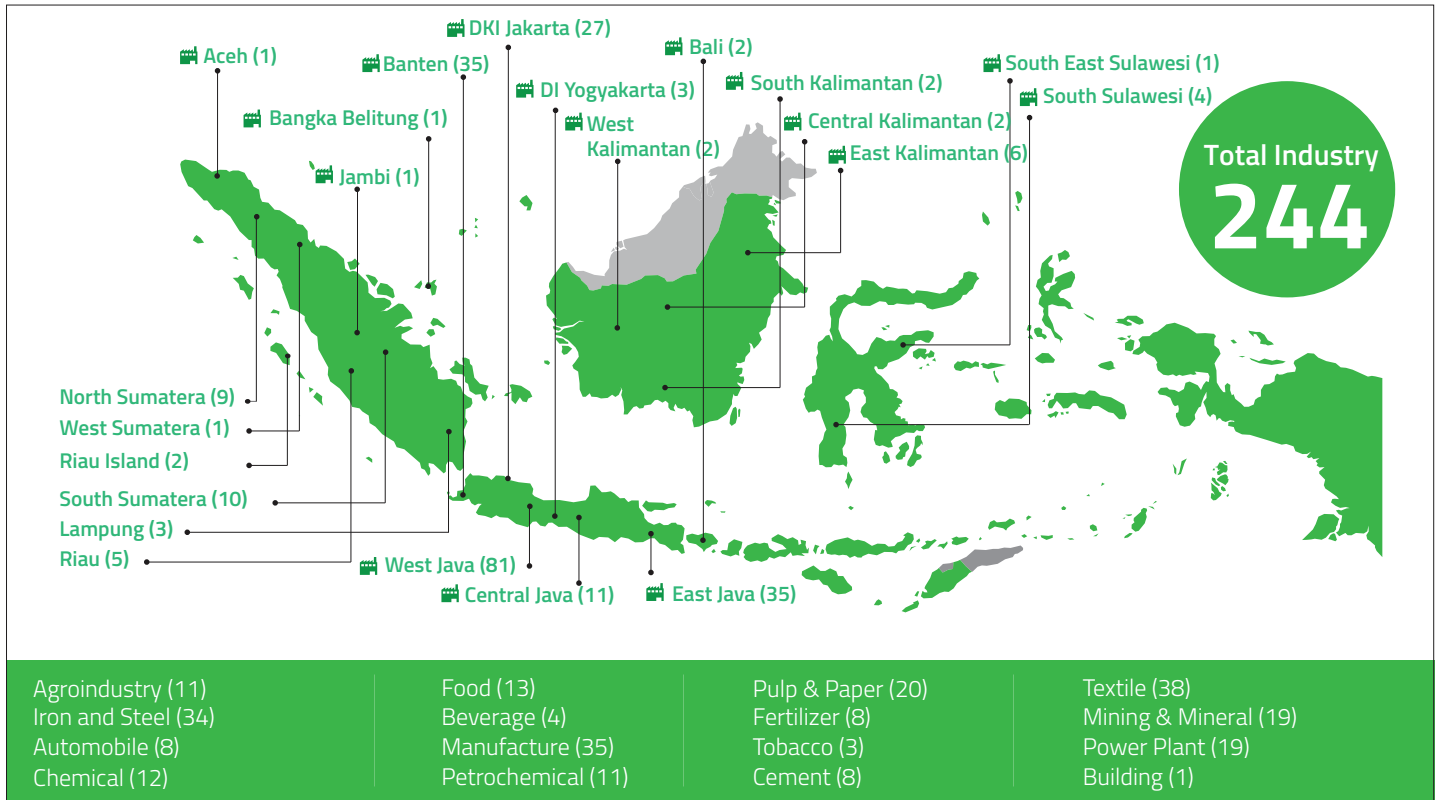 DKI Jakarta (27)
Aceh (1)
Banten (35)
Bali (2)
South East Sulawesi (1)
DI Yogyakarta (3)
South Kalimantan (2)
South Sulawesi (4)
Bangka Belitung (1)
West
Kalimantan (2)
Central Kalimantan (2)
East Kalimantan (6)
Jambi (1)
Total Industry
244
North Sumatera (9)
West Sumatera (1)
Riau Island (2)
South Sumatera (10)
Lampung (3)
Riau (5)
West Java (81)
Central Java (11)
East Java (35)
Agroindustry (11)
Iron and Steel (34)
Automobile (8)
Chemical (12)
Food (13)
Beverage (4)
Manufacture (35)
Petrochemical (11)
Pulp & Paper (20)
Fertilizer (8)
Tobacco (3)
Cement (8)
Textile (38)
Mining & Mineral (19)
Power Plant (19)
Building (1)